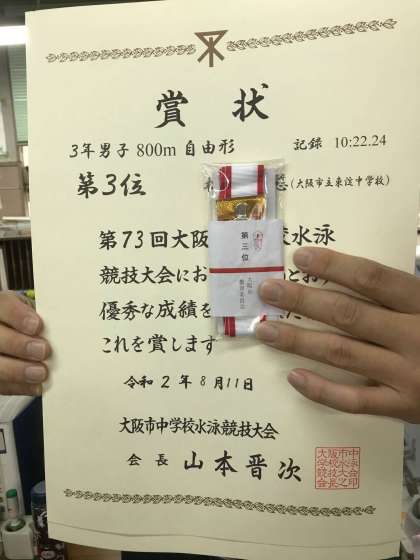 賞状
3年男子 800m 自由形 記録 10:22.24
第3位 (大阪市立東淀中学校)
第73回大阪 校水泳
競技大会にお
優秀な成績を
これを賞します
令和2年8月11日
大阪市中学校水泳競技大会
会長 山本晋次
第三位